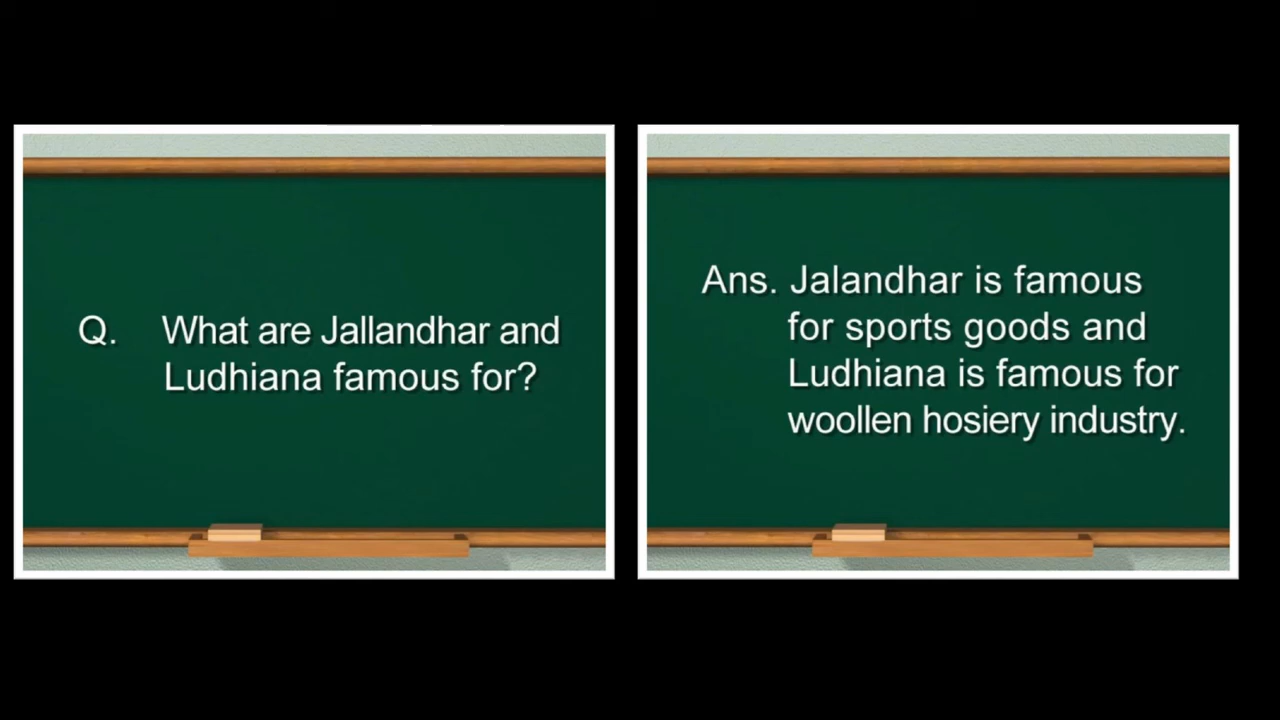 Q. What are Jallandhar and
Ludhiana famous for?
Ans. Jalandhar is famous
for sports goods and
Ludhiana is famous for
woollen hosiery industry.